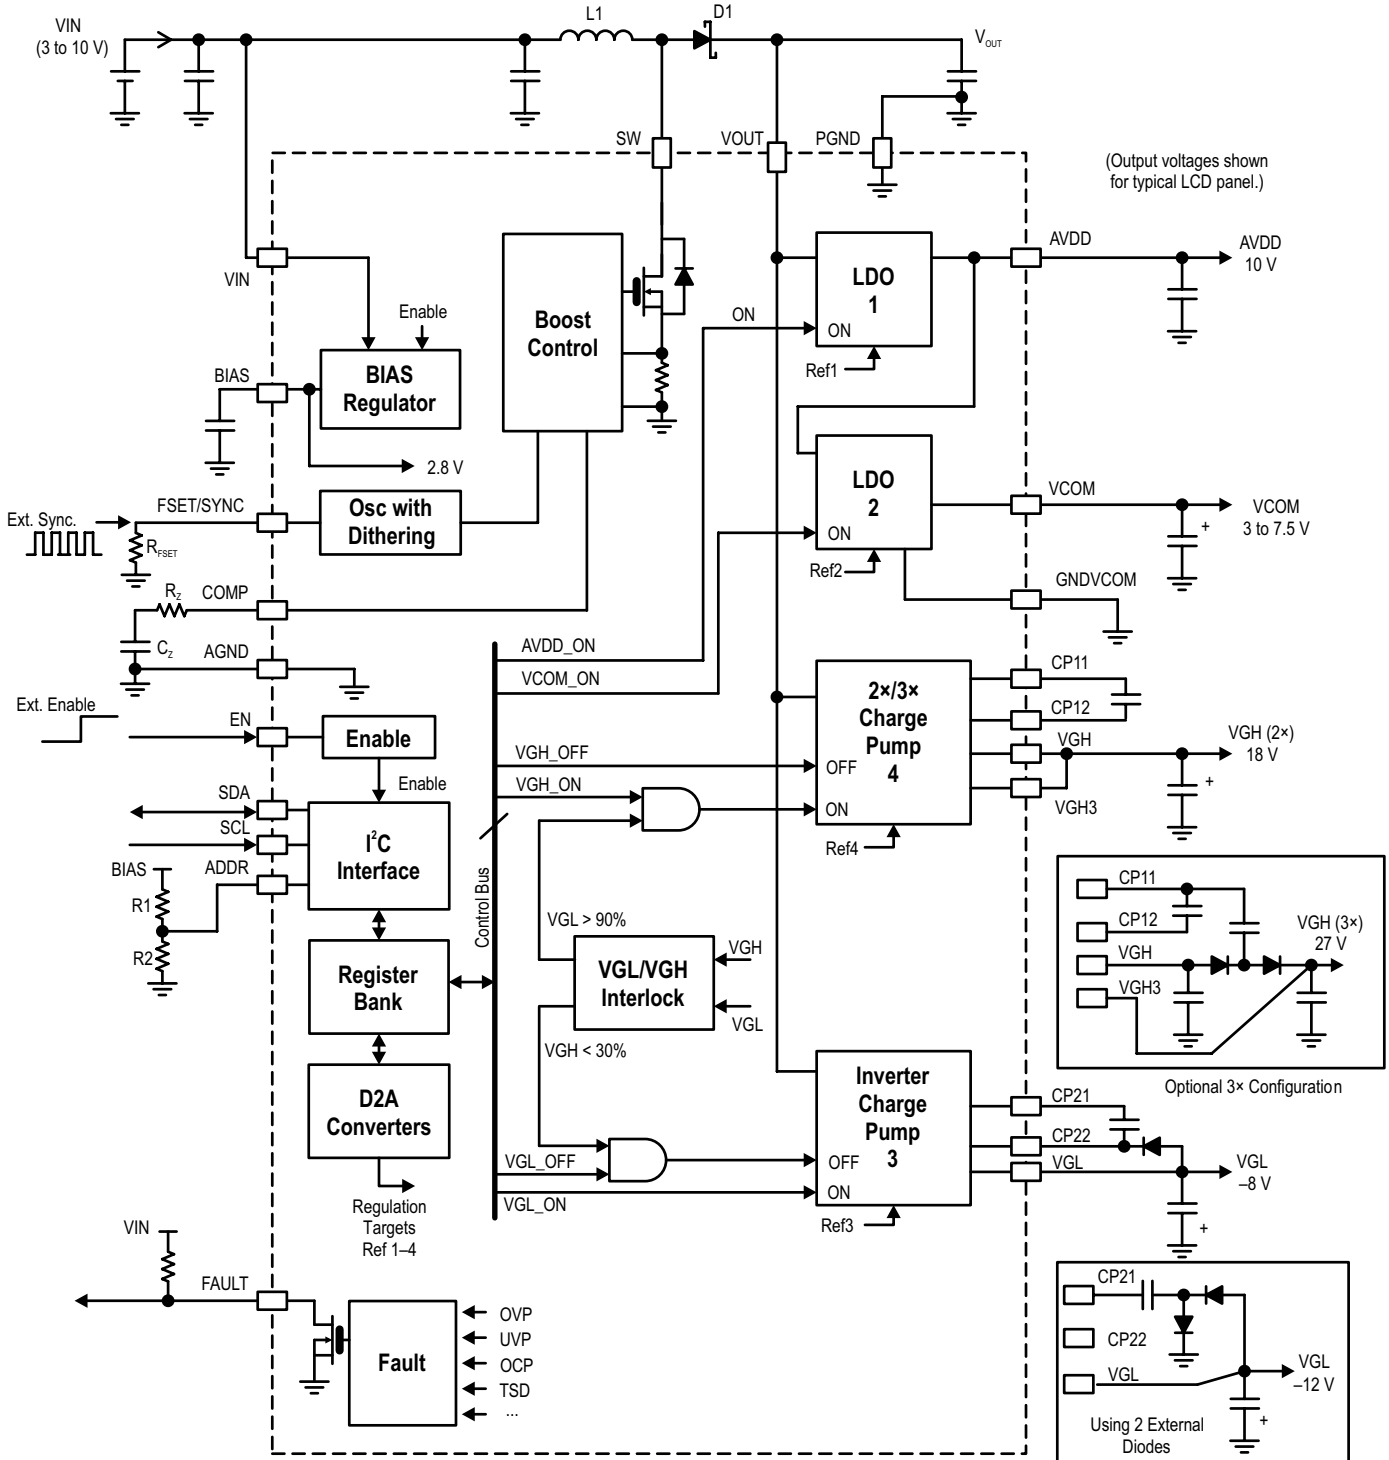 VIN
(3 to 10 V)
L1
D1
VOUT
SW
VOUT
PGND
(Output voltages shown
for typical LCD panel.)
VIN
Enable
BIAS
BIAS
Regulator
2.8 V
Boost
Control
ON
LDO
1
ON
Ref1
AVDD
AVDD
10 V
LDO
2
ON
Ref2
VCOM
VCOM
3 to 7.5 V
GNDVCOM
Ext. Sync.
FSET/SYNC
RFSET
Osc with
Dithering
RZ
COMP
CZ
AGND
Ext. Enable
EN
Enable
Enable
SDA
SCL
BIAS
ADDR
R1
R2
I²C
Interface
Register
Bank
D2A
Converters
Regulation
Targets
Ref 1–4
Control Bus
AVDD_ON
VCOM_ON
VGH_OFF
VGH_ON
VGL > 90%
VGL/VGH
Interlock
VGH
VGL
VGH < 30%
VGL_OFF
VGL_ON
2×/3×
Charge
Pump
4
OFF
ON
Ref4
CP11
CP12
VGH
VGH3
VGH (2×)
18 V
CP11
CP12
VGH
VGH3
VGH (3×)
27 V
Optional 3× Configuration
Inverter
Charge
Pump
3
OFF
ON
Ref3
CP21
CP22
VGL
VGL
–8 V
VIN
FAULT
Fault
OVP
UVP
OCP
TSD
...
CP21
CP22
VGL
VGL
–12 V
Using 2 External
Diodes